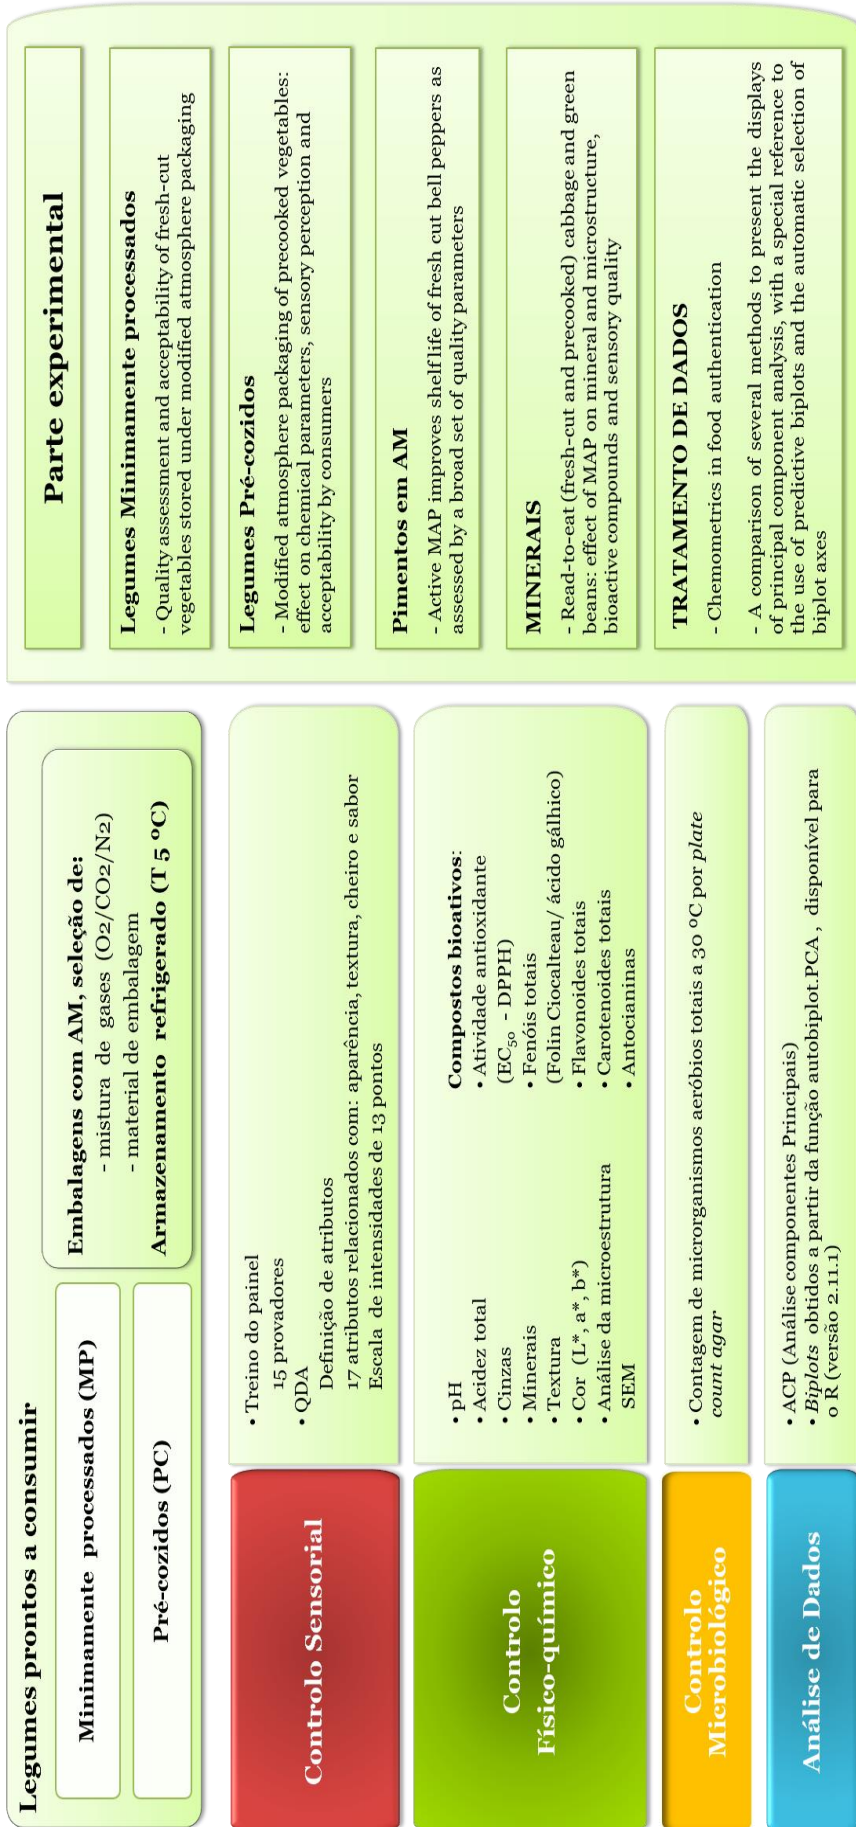 Legumes prontos a consumir
Minimamente processados (MP)
Pré-cozidos (PC)
Embalagens com AM, seleção de:
- mistura de gases (O2/CO2/N2)
- material de embalagem
Armazenamento refrigerado (T 5 ºC)
Controlo Sensorial
• Treino do painel
15 provadores
• QDA
Definição de atributos
17 atributos relacionados com: aparência, textura, cheiro e sabor
Escala de intensidades de 13 pontos
Controlo
Físico-químico
• pH
• Acidez total
• Cinzas
• Minerais
• Textura
• Cor (L*, a*, b*)
• Análise da microestrutura
SEM
Compostos bioativos:
• Atividade antioxidante
(EC50 - DPPH)
• Fenóis totais
(Folin Ciocalteau/ ácido gálhico)
• Flavonoides totais
• Carotenoides totais
• Antocianinas
Controlo
Microbiológico
• Contagem de microrganismos aeróbios totais a 30 ºC por plate
count agar
Análise de Dados
• ACP (Análise componentes Principais)
• Biplots obtidos a partir da função autobiplot.PCA , disponível para
o R (versão 2.11.1)
Parte experimental
Legumes Minimamente processados
- Quality assessment and acceptability of fresh-cut
vegetables stored under modified atmosphere packaging
Legumes Pré-cozidos
- Modified atmosphere packaging of precooked vegetables:
effect on chemical parameters, sensory perception and
acceptability by consumers
Pimentos em AM
- Active MAP improves shelf life of fresh cut bell peppers as
assessed by a broad set of quality parameters
MINERAIS
- Read-to-eat (fresh-cut and precooked) cabbage and green
beans: effect of MAP on mineral and microstructure,
bioactive compounds and sensory quality
TRATAMENTO DE DADOS
- Chemometrics in food authentication
- A comparison of several methods to present the displays
of principal component analysis, with a special reference to
the use of predictive biplots and the automatic selection of
biplot axes